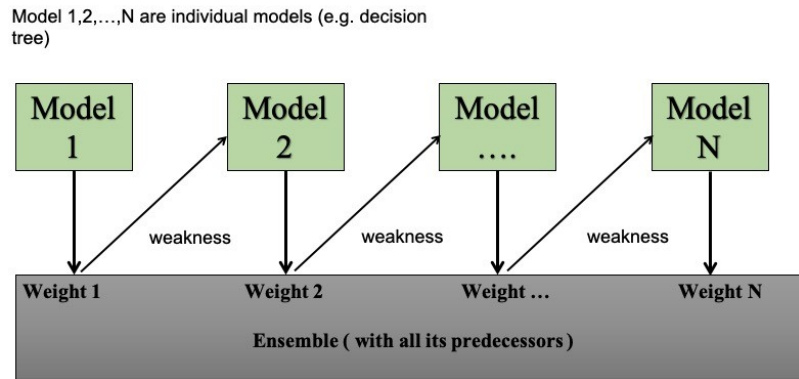 Model 1,2,...,N are individual models (e.g. decision
tree)
Model
1
Model
2
Model
....
Model
N
weakness
weakness
weakness
Weight 1
Weight 2
Weight ...
Weight N
Ensemble ( with all its predecessors )